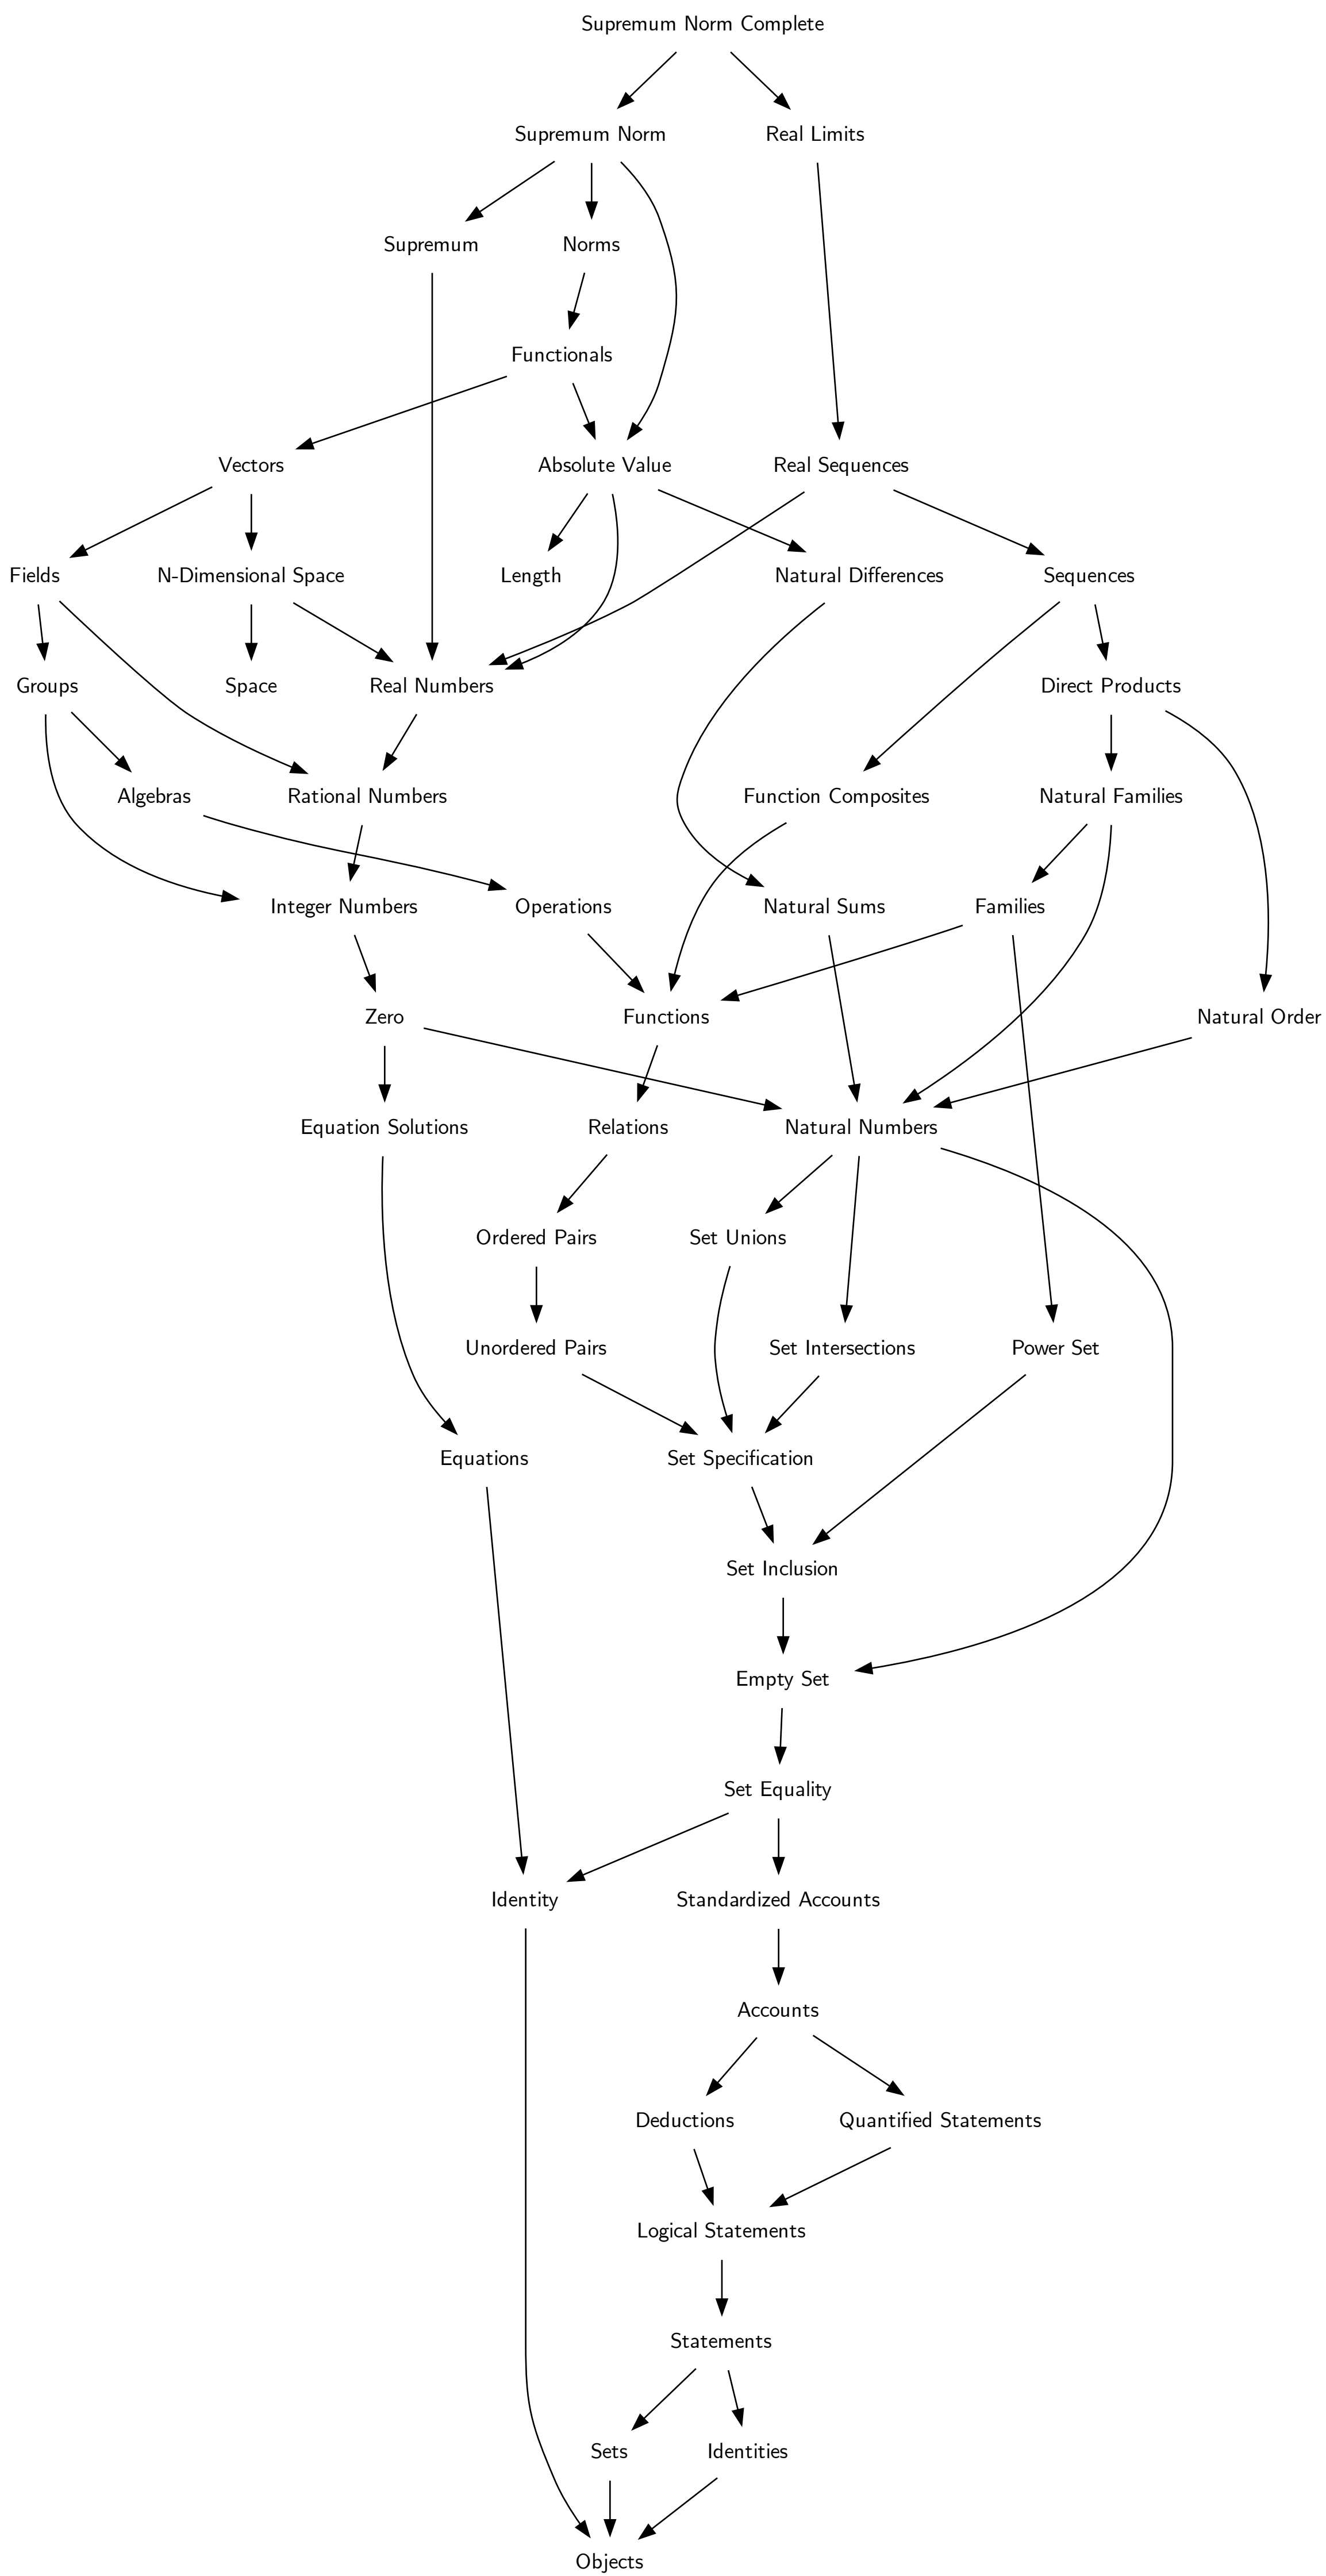 Supremum Norm Complete
Supremum Norm
Real Limits
Supremum
Norms
Functionals
Vectors
Absolute Value
Real Sequences
Fields
N-Dimensional Space
Length
Natural Differences
Sequences
Groups
Space
Real Numbers
Direct Products
Algebras
Rational Numbers
Function Composites
Natural Families
Integer Numbers
Operations
Natural Sums
Families
Zero
Functions
Natural Order
Equation Solutions
Relations
Natural Numbers
Ordered Pairs
Set Unions
Unordered Pairs
Set Intersections
Power Set
Equations
Set Specification
Set Inclusion
Empty Set
Set Equality
Identity
Standardized Accounts
Accounts
Deductions
Quantified Statements
Logical Statements
Statements
Sets
Identities
Objects